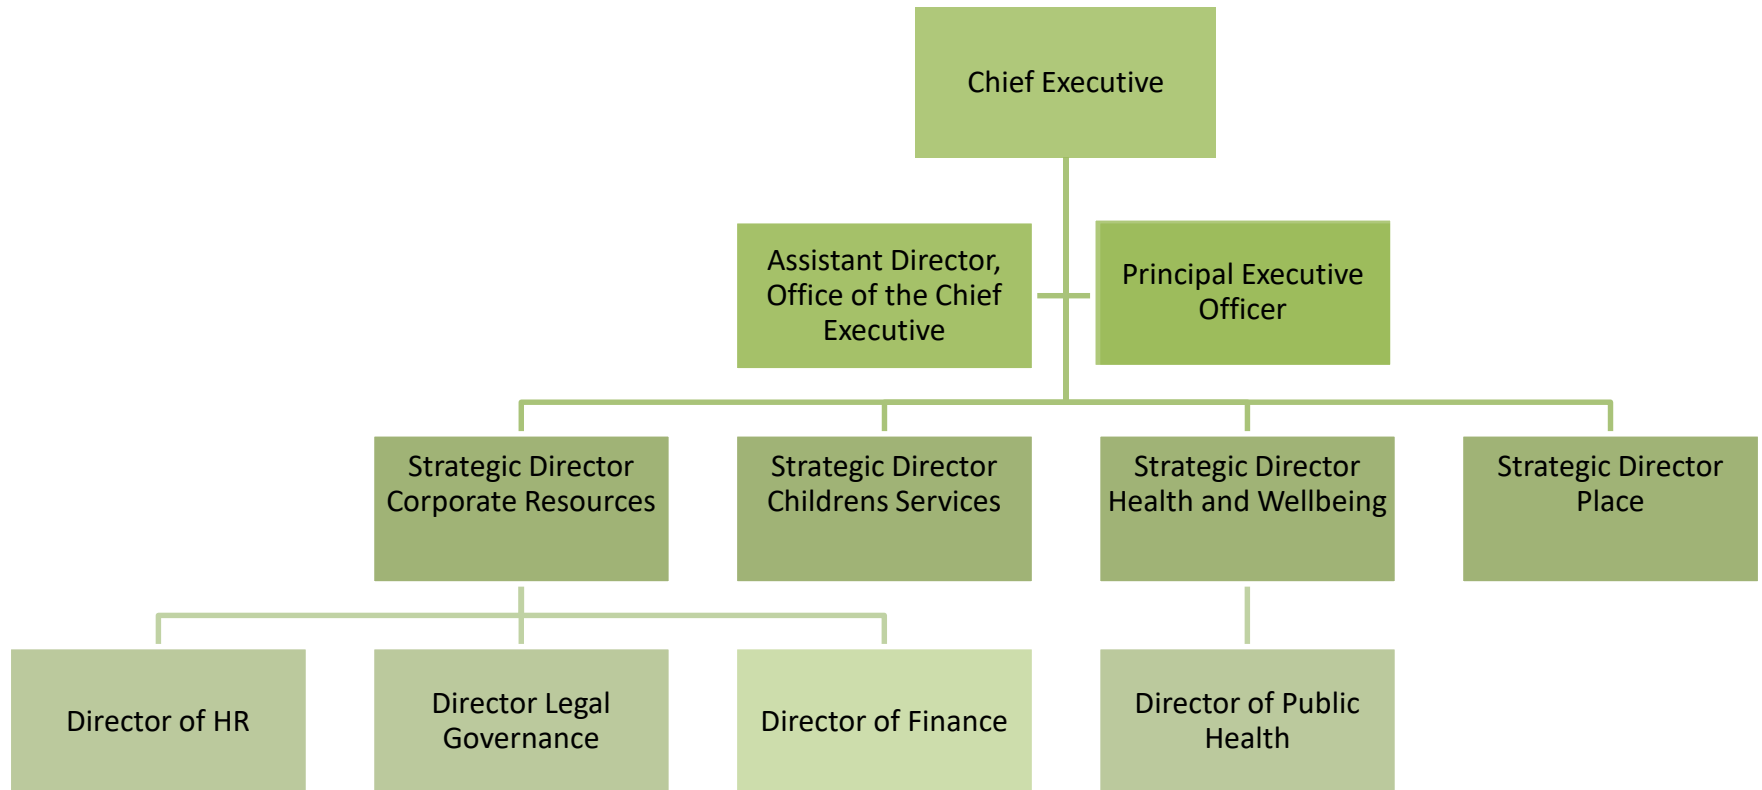 Chief Executive
Assistant Director,
Office of the Chief
Executive
Principal Executive
Officer
Strategic Director
Corporate Resources
Strategic Director
Childrens Services
Strategic Director
Health and Wellbeing
Strategic Director
Place
Director of HR
Director Legal
Governance
Director of Finance
Director of Public
Health